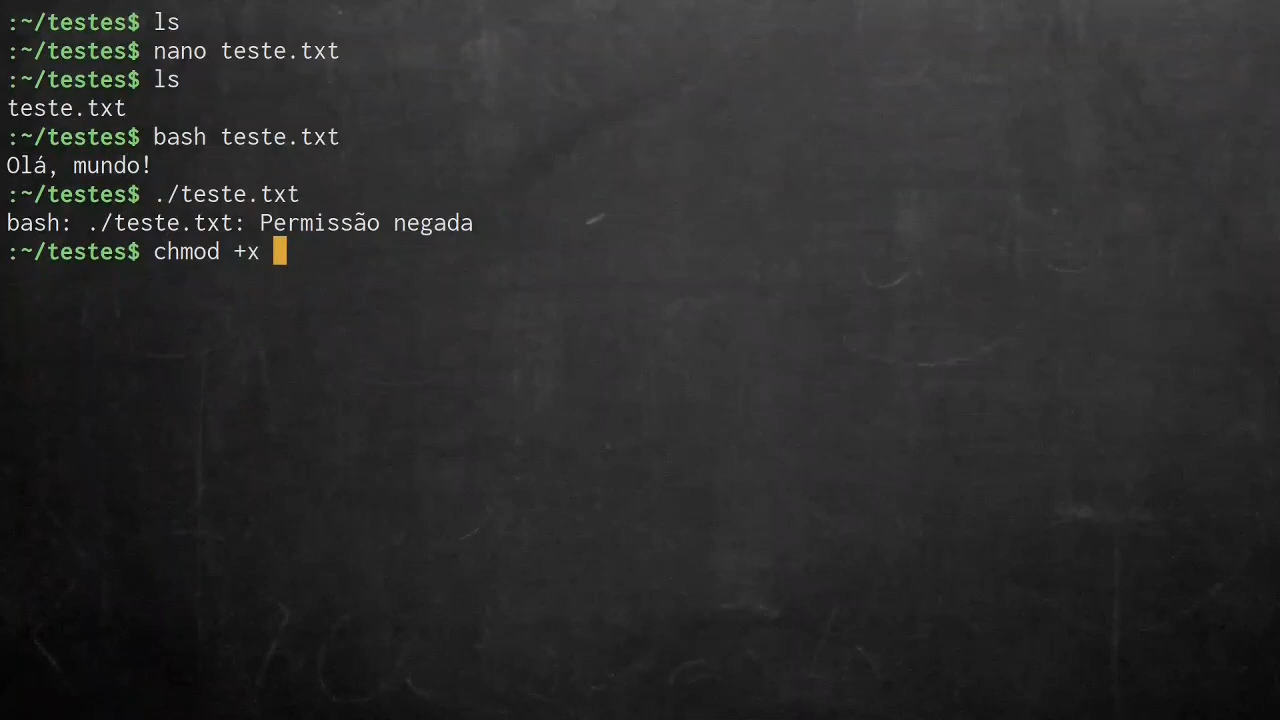 :~/testes$ ls
:~/testes$ nano teste.txt
:~/testes$ ls
teste.txt
:~/testes$ bash teste.txt
Olá, mundo!
:~/testes$ ./teste.txt
bash: ./teste.txt: Permissão negada
:~/testes$ chmod +x